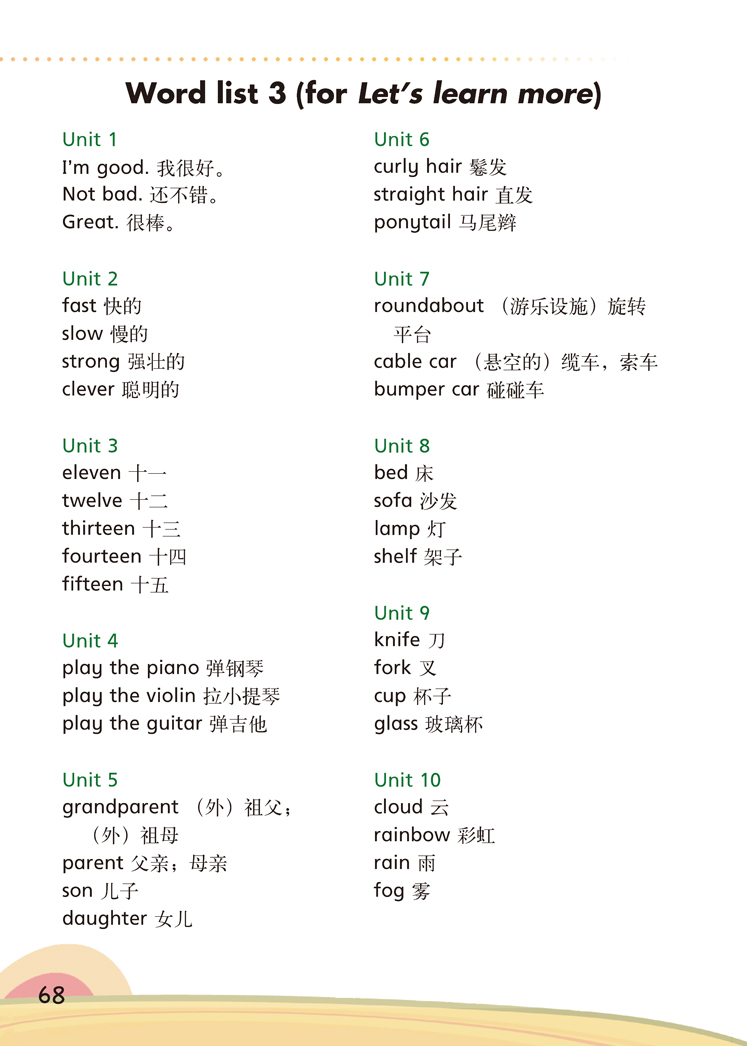 Word list 3 (for Let's learn more)
Unit 1
I'm good. 我很好。
Not bad. 还不错。
Great. 很棒。
Unit 2
fast 快的
slow 慢的
strong 强壮的
clever 聪明的
Unit 3
eleven 十一
twelve 十二
thirteen 十三
fourteen 十四
fifteen 十五
Unit 4
play the piano 弹钢琴
play the violin 拉小提琴
play the guitar 弹吉他
Unit 5
grandparent （外）祖父；
（外）祖母
parent 父亲；母亲
son 儿子
daughter 女儿
Unit 6
curly hair 鬈发
straight hair 直发
ponytail 马尾辫
Unit 7
roundabout （游乐设施）旋转
平台
cable car （悬空的）缆车，索车
bumper car 碰碰车
Unit 8
bed 床
sofa 沙发
lamp 灯
shelf 架子
Unit 9
knife 刀
fork 叉
cup 杯子
glass 玻璃杯
Unit 10
cloud 云
rainbow 彩虹
rain 雨
fog 雾
68